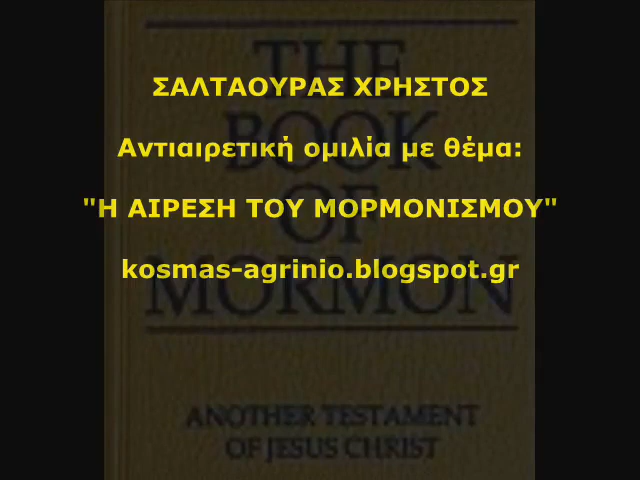 ΣΑΛΤΑΟΥΡΑΣ ΧΡΗΣΤΟΣ
Αντιαιρετική ομιλία με θέμα:
"Η ΑΙΡΕΣΗ ΤΟΥ ΜΟΡΜΟΝΙΣΜΟΥ"
kosmas-agrinio.blogspot.gr
THE
BOOK
OF
MORMON
ANOTHER TESTAMENT
OF JESUS CHRIST